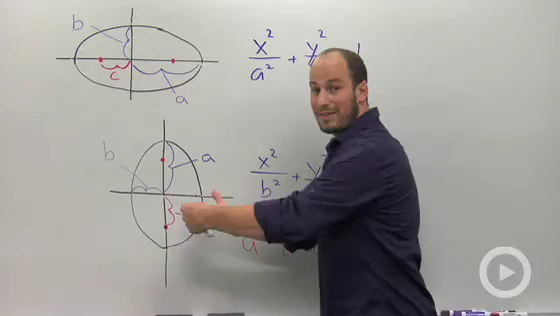 b
c
a
x²/a² + y²
b
a
x²/b² + y